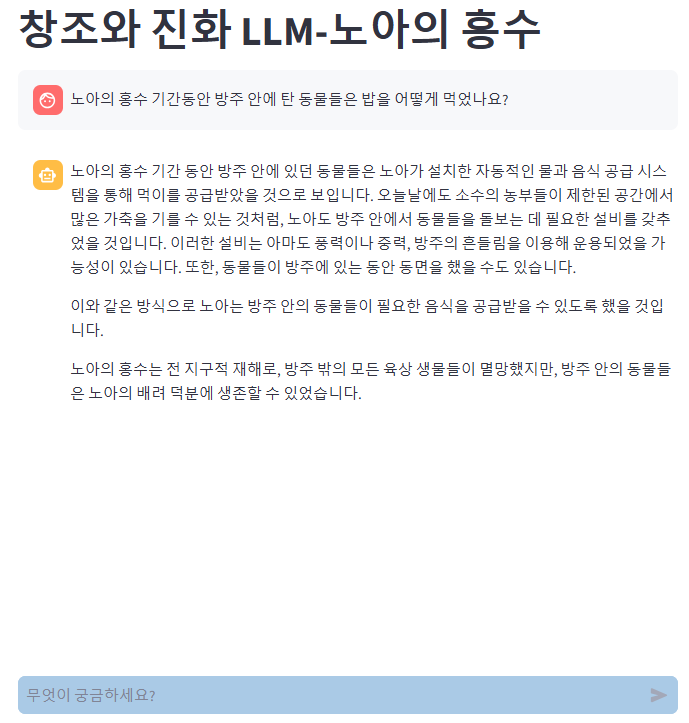 창조와 진화 LLM-노아의 홍수
노아의 홍수 기간동안 방주 안에 탄 동물들은 밥을 어떻게 먹었나요?
노아의 홍수 기간 동안 방주 안에 있던 동물들은 노아가 설치한 자동적인 물과 음식 공급 시스
템을 통해 먹이를 공급받았을 것으로 보입니다. 오늘날에도 소수의 농부들이 제한된 공간에서
많은 가축을 기를 수 있는 것처럼, 노아도 방주 안에서 동물들을 돌보는 데 필요한 설비를 갖추
었을 것입니다. 이러한 설비는 아마도 풍력이나 중력, 방주의 흔들림을 이용해 운용되었을 가
능성이 있습니다. 또한, 동물들이 방주에 있는 동안 동면을 했을 수도 있습니다.
이와 같은 방식으로 노아는 방주 안의 동물들이 필요한 음식을 공급받을 수 있도록 했을 것입
니다.
노아의 홍수는 전 지구적 재해로, 방주 밖의 모든 육상 생물들이 멸망했지만, 방주 안의 동물들
은 노아의 배려 덕분에 생존할 수 있었습니다.
무엇이 궁금하세요?